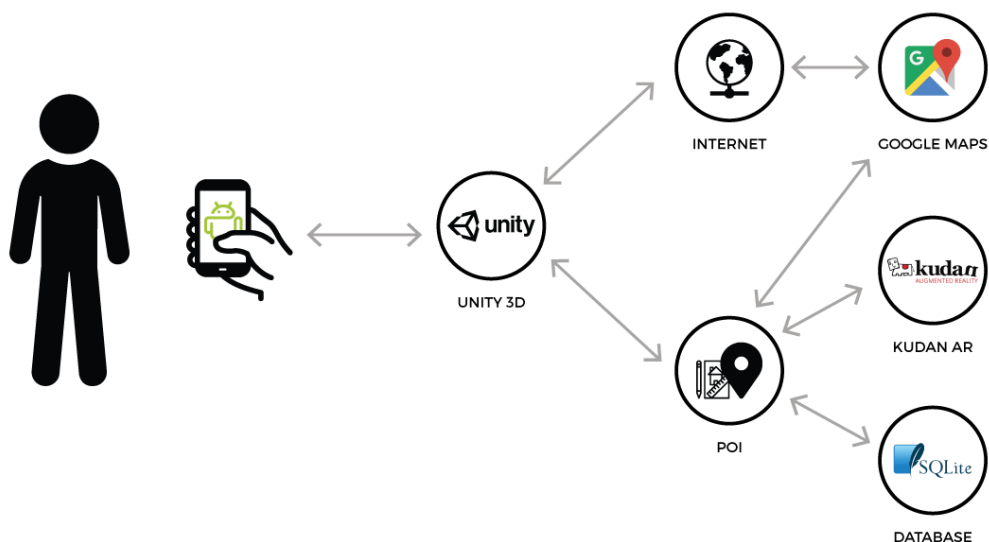 INTERNET
G
GOOGLE MAPS
unity
UNITY 3D
kudan
AUGMENTED REALITY
KUDAN AR
POI
SQLite
DATABASE